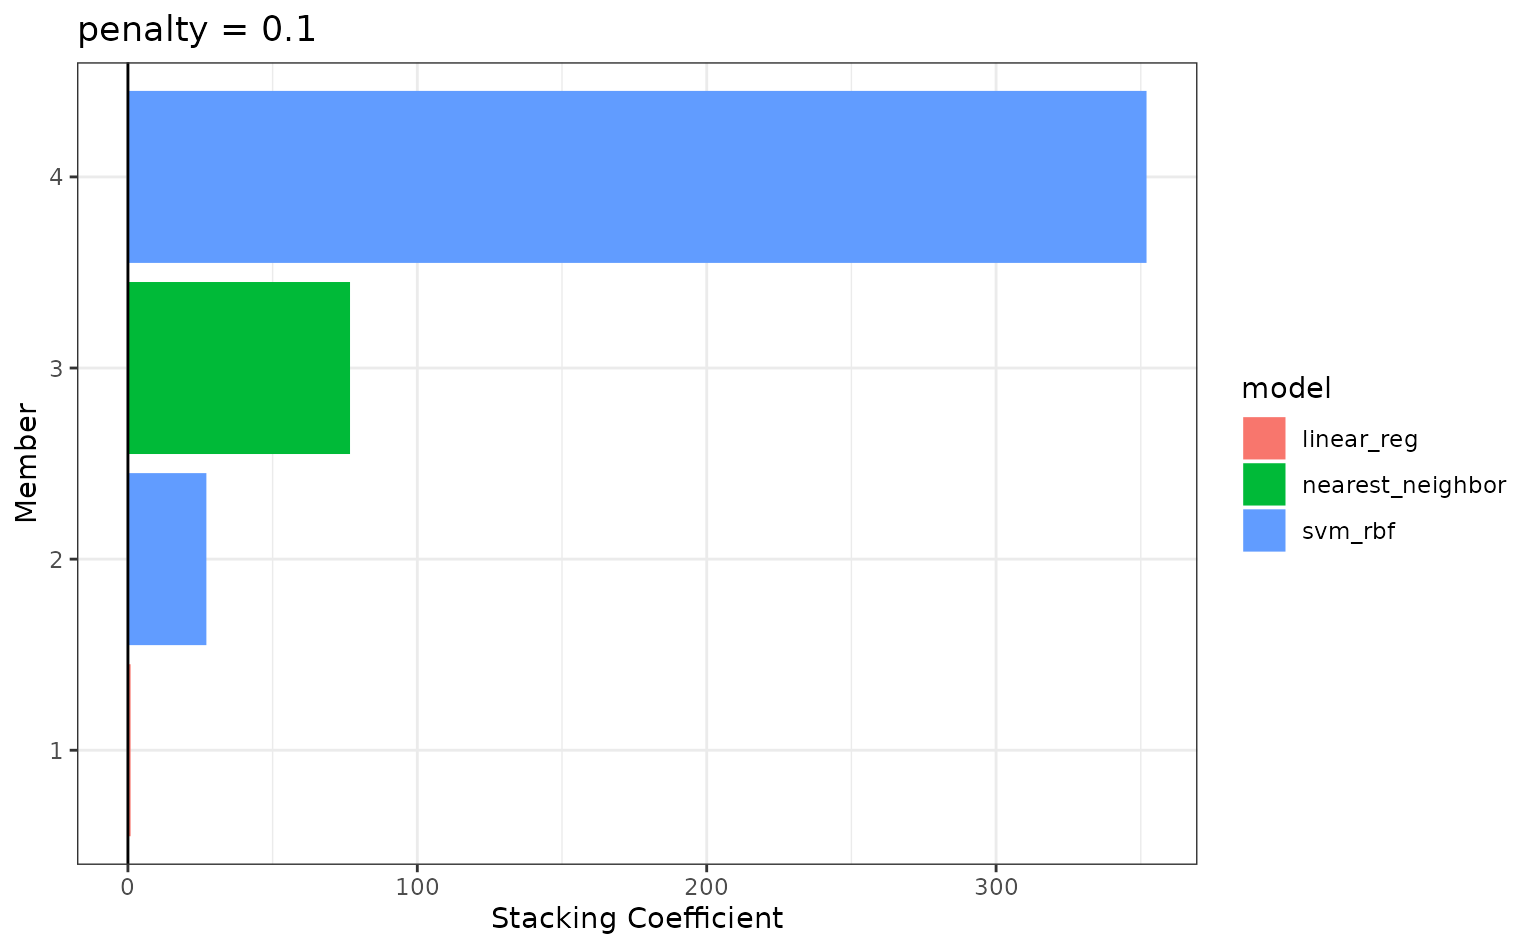 penalty = 0.1
4
3
2
1
Member
0 100 200 300
Stacking Coefficient
model
linear_reg
nearest_neighbor
svm_rbf